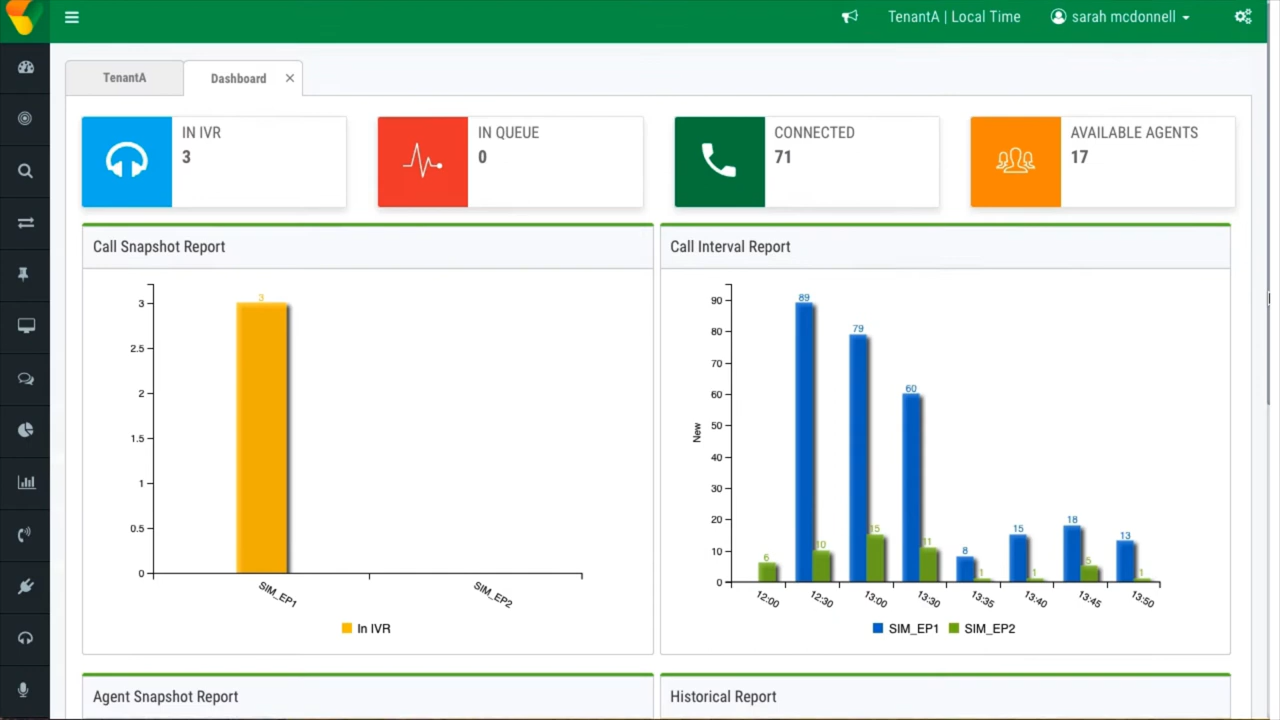 TenantA | Local Time
sarah mcdonnell
TenantA
Dashboard
IN IVR
3
IN QUEUE
0
CONNECTED
71
AVAILABLE AGENTS
17
Call Snapshot Report
3
3
2.5
2
1.5
1
0.5
0
SIM_EP1
SIM_EP2
In IVR
Call Interval Report
New
90
80
70
60
50
40
30
20
10
0
6
89
10
79
15
60
11
8
1
15
1
18
5
13
1
12:00
12:30
13:00
13:30
13:35
13:40
13:45
13:50
SIM_EP1
SIM_EP2
Agent Snapshot Report
Historical Report